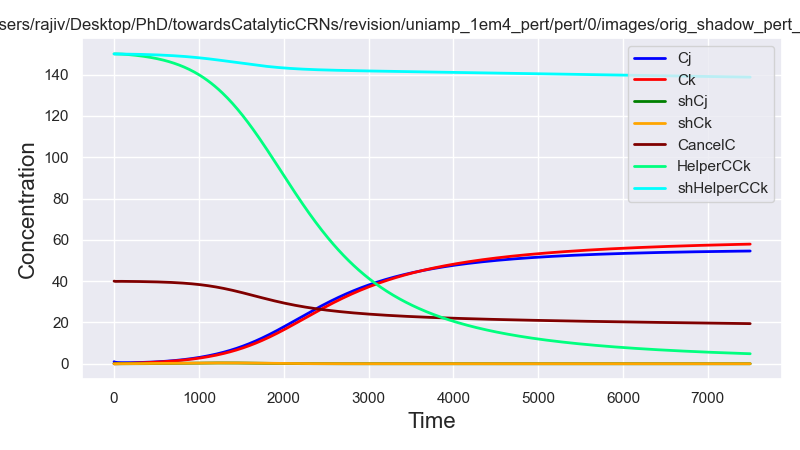 sers/rajiv/Desktop/PhD/towardsCatalyticCRNs/revision/uniamp_1em4_pert/pert/0/images/orig_shadow_pert_
Concentration
140
120
100
80
60
40
20
0
Cj
Ck
shCj
shCk
CancelC
HelperCCk
shHelperCCk
0 1000 2000 3000 4000 5000 6000 7000
Time